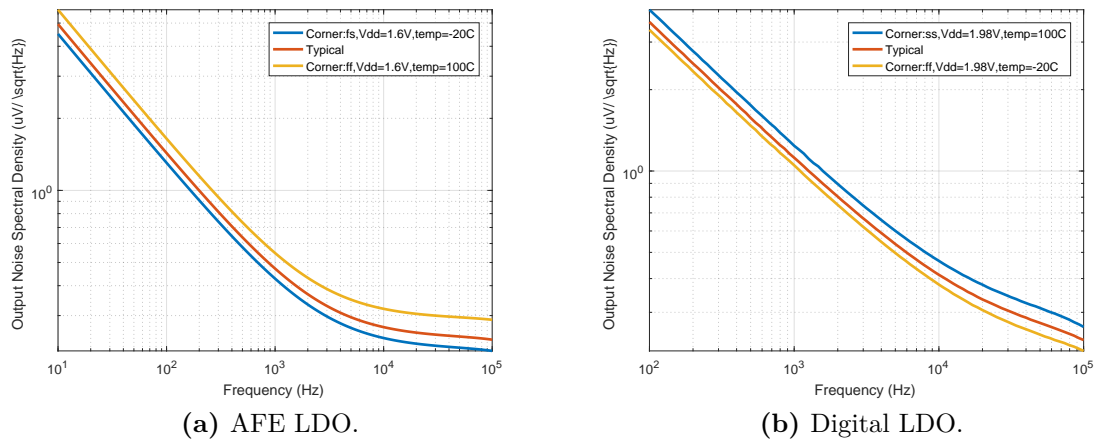 Output Noise Spectral Density (uV/ \sqrt{Hz})
10^0
Corner:fs,Vdd=1.6V,temp=-20C
Typical
Corner:ff,Vdd=1.6V,temp=100C
10^1 10^2 10^3 10^4 10^5
Frequency (Hz)
(a) AFE LDO.
Output Noise Spectral Density (uV/ \sqrt{Hz})
10^0
Corner:ss,Vdd=1.98V,temp=100C
Typical
Corner:ff,Vdd=1.98V,temp=-20C
10^2 10^3 10^4 10^5
Frequency (Hz)
(b) Digital LDO.